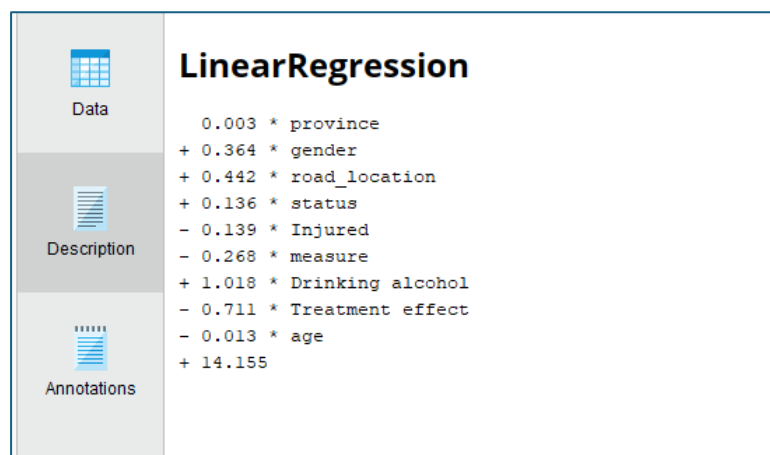 Data
Description
Annotations
LinearRegression
0.003 * province
+ 0.364 * gender
+ 0.442 * road_location
+ 0.136 * status
- 0.139 * Injured
- 0.268 * measure
+ 1.018 * Drinking alcohol
- 0.711 * Treatment effect
- 0.013 * age
+ 14.155